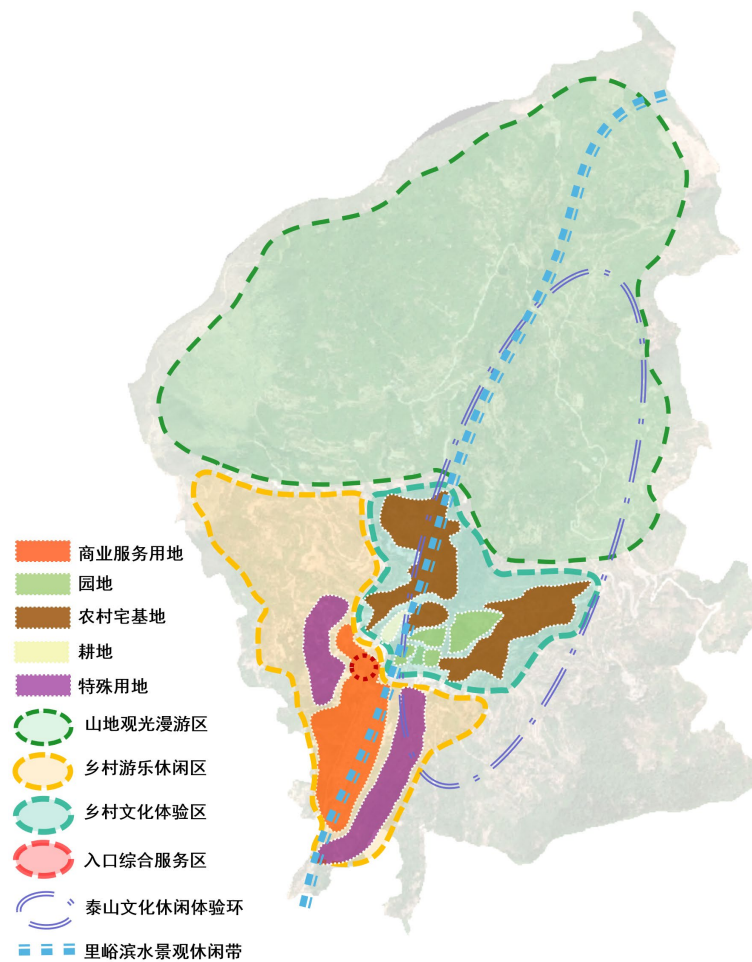 商业服务用地
园地
农村宅基地
耕地
特殊用地
山地观光漫游区
乡村游乐休闲区
乡村文化体验区
入口综合服务区
泰山文化休闲体验环
里峪滨水景观休闲带